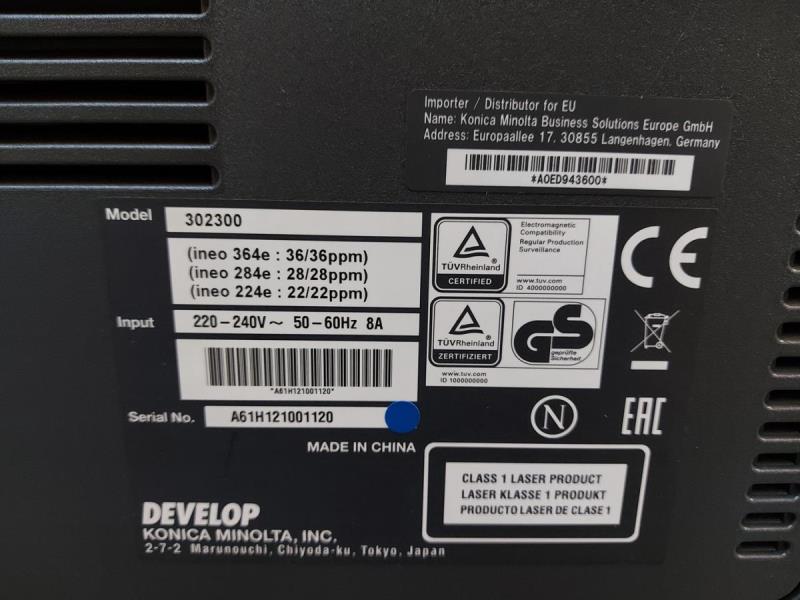 Importer / Distributor for EU
Name: Konica Minolta Business Solutions Europe GmbH
Address: Europaallee 17, 30855 Langenhagen, Germany
*A0ED943600*
Model 302300
(ineo 364e : 36/36ppm)
(ineo 284e : 28/28ppm)
(ineo 224e : 22/22ppm)
Input 220-240V~ 50-60Hz 8A
*A61H121001120*
Serial No. A61H121001120
MADE IN CHINA
TÜVRheinland®
CERTIFIED
Electromagnetic
Compatibility
Regular Production
Surveillance
www.tuv.com
ID 4000000000
TÜVRheinland
ZERTIFIZIERT
www.tuv.com
ID 1000000000
GS
geprüfte
Sicherheit
CE
N
EAC
CLASS 1 LASER PRODUCT
LASER KLASSE 1 PRODUKT
PRODUCTO LASER DE CLASE 1
DEVELOP
KONICA MINOLTA, INC.
2-7-2 Marunouchi, Chiyoda-ku, Tokyo, Japan